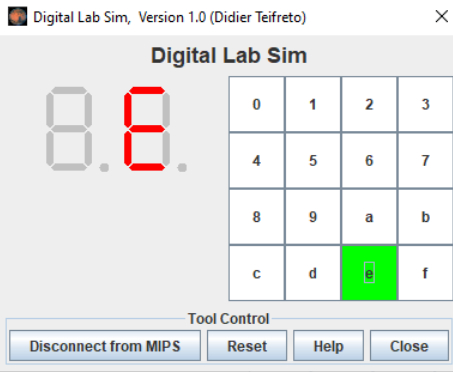 Digital Lab Sim, Version 1.0 (Didier Teifreto)
Digital Lab Sim
8. E.
0 1 2 3
4 5 6 7
8 9 a b
c d e f
Tool Control
Disconnect from MIPS Reset Help Close